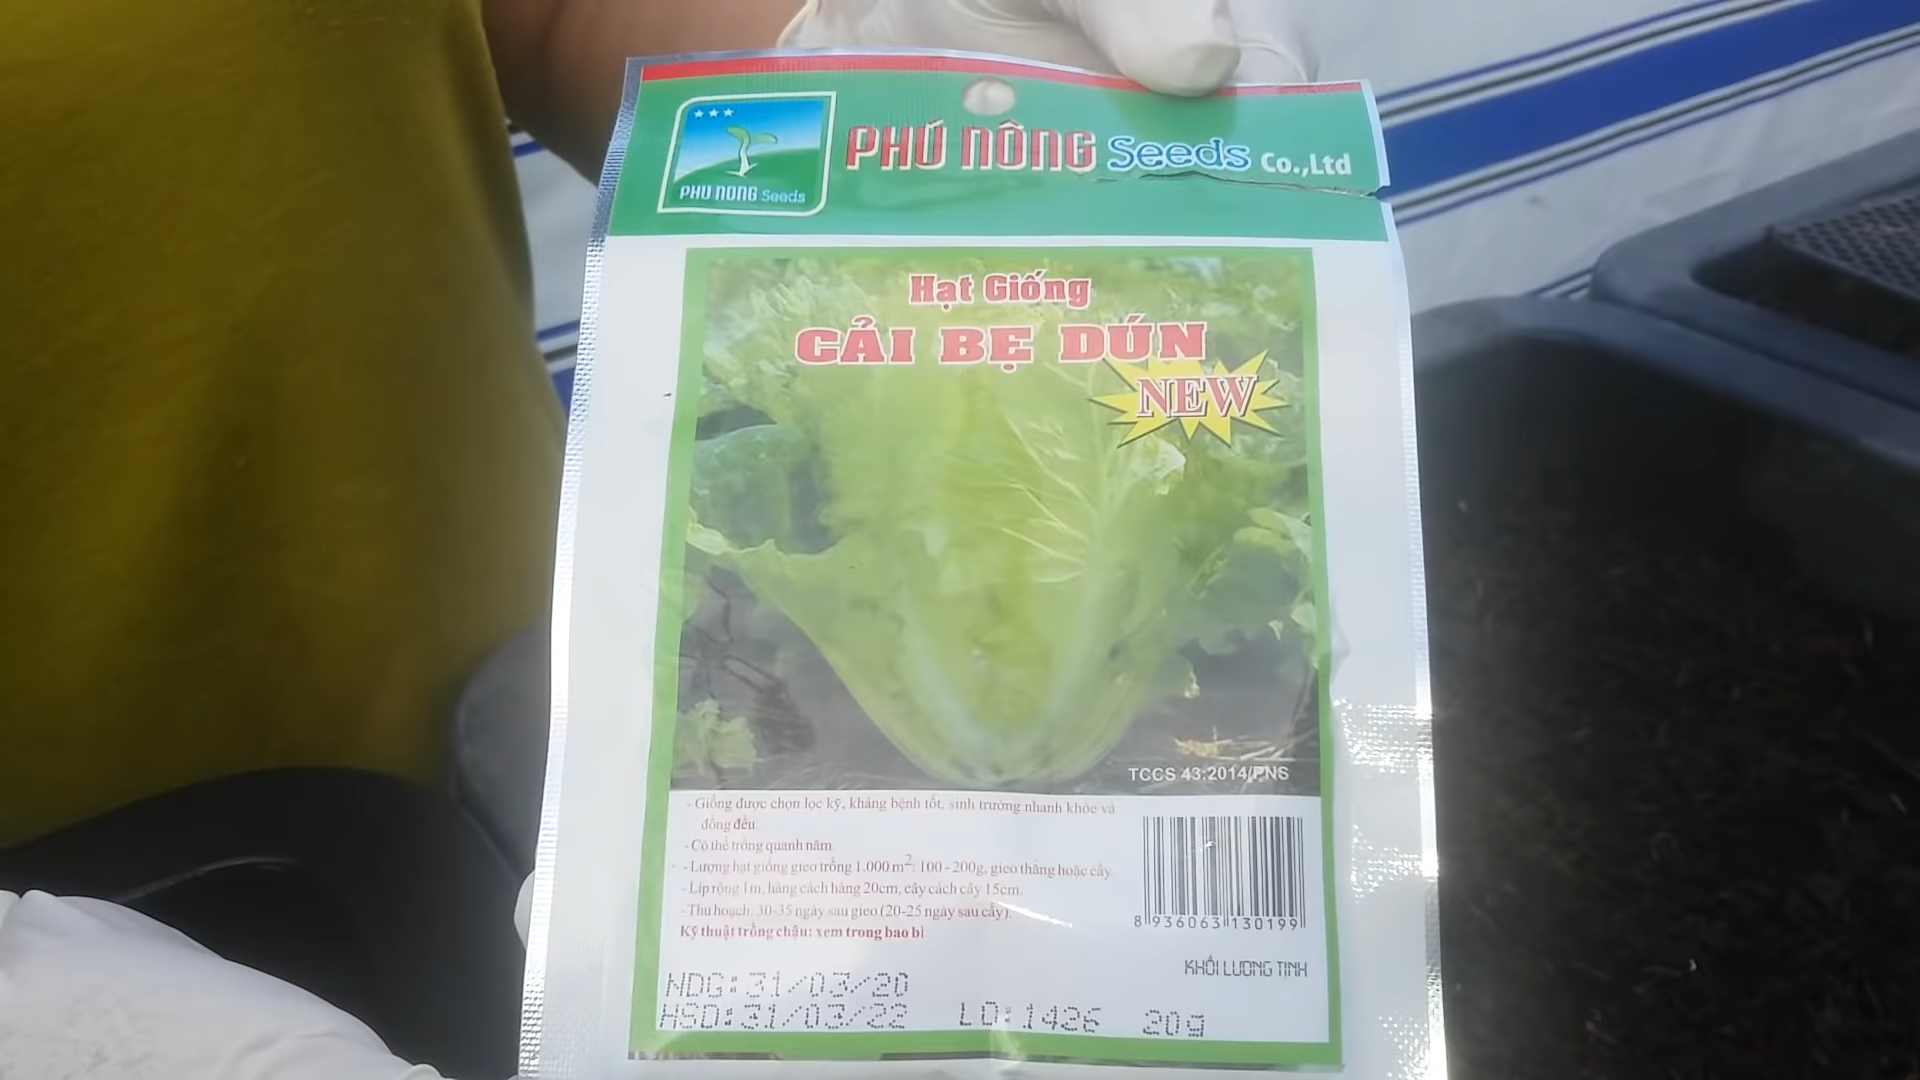 PHÚ NÔNG Seeds Co.,Ltd
PHU NONG Seeds
Hạt Giống
CẢI BẸ DÚN
NEW
TCCS 43:2014/PNS
- Giống được chọn lọc kỹ, kháng bệnh tốt, sinh trưởng nhanh khỏe và
đồng đều.
- Có thể trồng quanh năm.
- Lượng hạt giống gieo trồng 1.000 m²: 100 - 200g, gieo thẳng hoặc cấy.
- Líp rộng 1m, hàng cách hàng 20cm, cây cách cây 15cm.
- Thu hoạch: 30-35 ngày sau gieo (20-25 ngày sau cấy).
Kỹ thuật trồng chậu: xem trong bao bì
8 936063 130199
KHỐI LƯỢNG TỊNH
NDG:31/03/20
HSD:31/03/22 LO:1426 20g